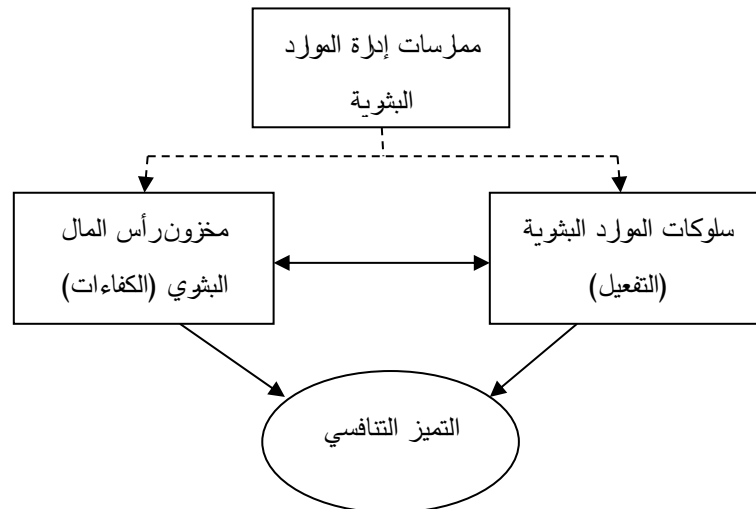 ممارسات إدارة الموارد
البشرية
سلوكات الموارد البشرية
(التفعيل)
مخزون رأس المال
البشري (الكفاءات)
التميز التنافسي